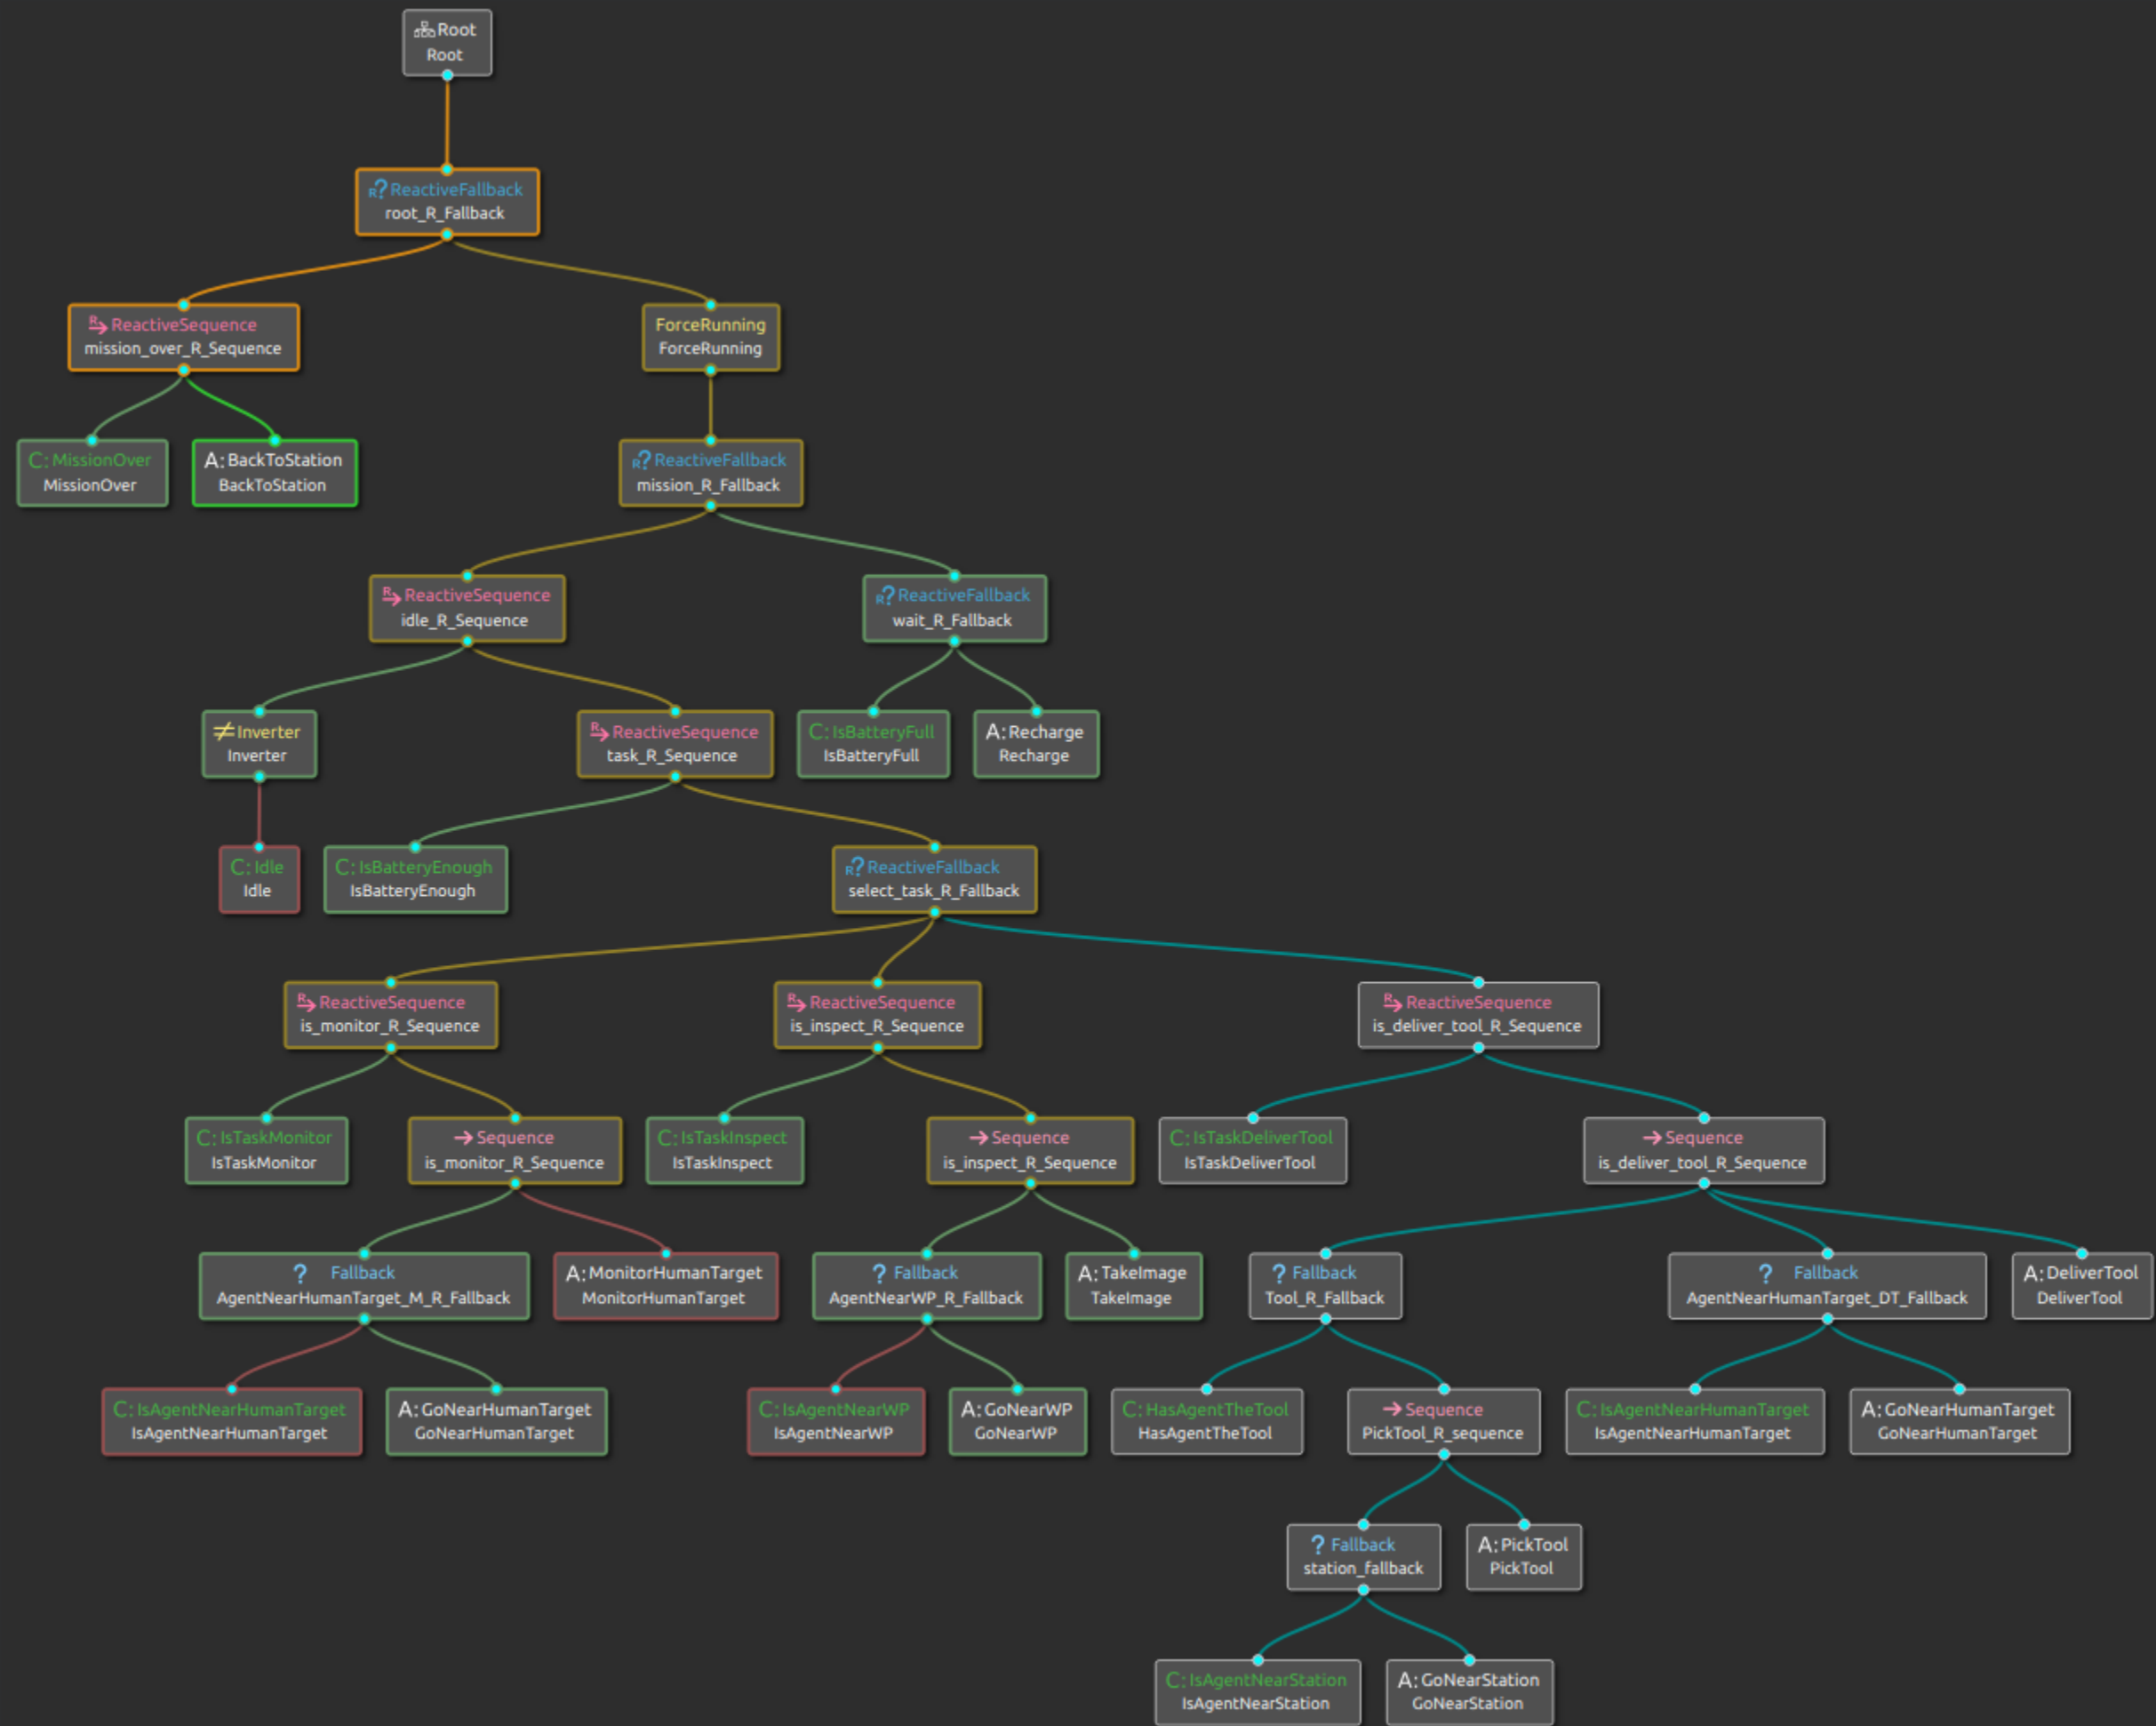 Root
Root
R?ReactiveFallback
root_R_Fallback
R ReactiveSequence
mission_over_R_Sequence
ForceRunning
ForceRunning
C:MissionOver
MissionOver
A:BackToStation
BackToStation
R?ReactiveFallback
mission_R_Fallback
R ReactiveSequence
idle_R_Sequence
R?ReactiveFallback
wait_R_Fallback
≠Inverter
Inverter
R ReactiveSequence
task_R_Sequence
C:IsBatteryFull
IsBatteryFull
A:Recharge
Recharge
C:Idle
Idle
C:IsBatteryEnough
IsBatteryEnough
R?ReactiveFallback
select_task_R_Fallback
R ReactiveSequence
is_monitor_R_Sequence
R ReactiveSequence
is_inspect_R_Sequence
R ReactiveSequence
is_deliver_tool_R_Sequence
C:IsTaskMonitor
IsTaskMonitor
→Sequence
is_monitor_R_Sequence
C:IsTaskInspect
IsTaskInspect
→Sequence
is_inspect_R_Sequence
C:IsTaskDeliverTool
IsTaskDeliverTool
→Sequence
is_deliver_tool_R_Sequence
? Fallback
AgentNearHumanTarget_M_R_Fallback
A:MonitorHumanTarget
MonitorHumanTarget
? Fallback
AgentNearWP_R_Fallback
A:TakeImage
TakeImage
? Fallback
Tool_R_Fallback
? Fallback
AgentNearHumanTarget_DT_Fallback
A:DeliverTool
DeliverTool
C:IsAgentNearHumanTarget
IsAgentNearHumanTarget
A:GoNearHumanTarget
GoNearHumanTarget
C:IsAgentNearWP
IsAgentNearWP
A:GoNearWP
GoNearWP
C:HasAgentTheTool
HasAgentTheTool
→Sequence
PickTool_R_sequence
C:IsAgentNearHumanTarget
IsAgentNearHumanTarget
A:GoNearHumanTarget
GoNearHumanTarget
? Fallback
station_fallback
A:PickTool
PickTool
C:IsAgentNearStation
IsAgentNearStation
A:GoNearStation
GoNearStation